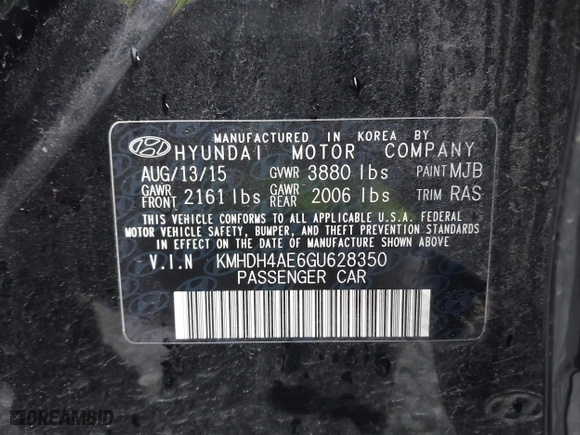 MANUFACTURED IN KOREA BY
HYUNDAI MOTOR COMPANY
AUG/13/15 GVWR 3880 lbs PAINT MJB
GAWR FRONT 2161 lbs GAWR REAR 2006 lbs TRIM RAS
THIS VEHICLE CONFORMS TO ALL APPLICABLE U.S.A. FEDERAL
MOTOR VEHICLE SAFETY, BUMPER, AND THEFT PREVENTION STANDARDS
IN EFFECT ON THE DATE OF MANUFACTURE SHOWN ABOVE.
V.I.N KMHDH4AE6GU628350
PASSENGER CAR
DREAMBID